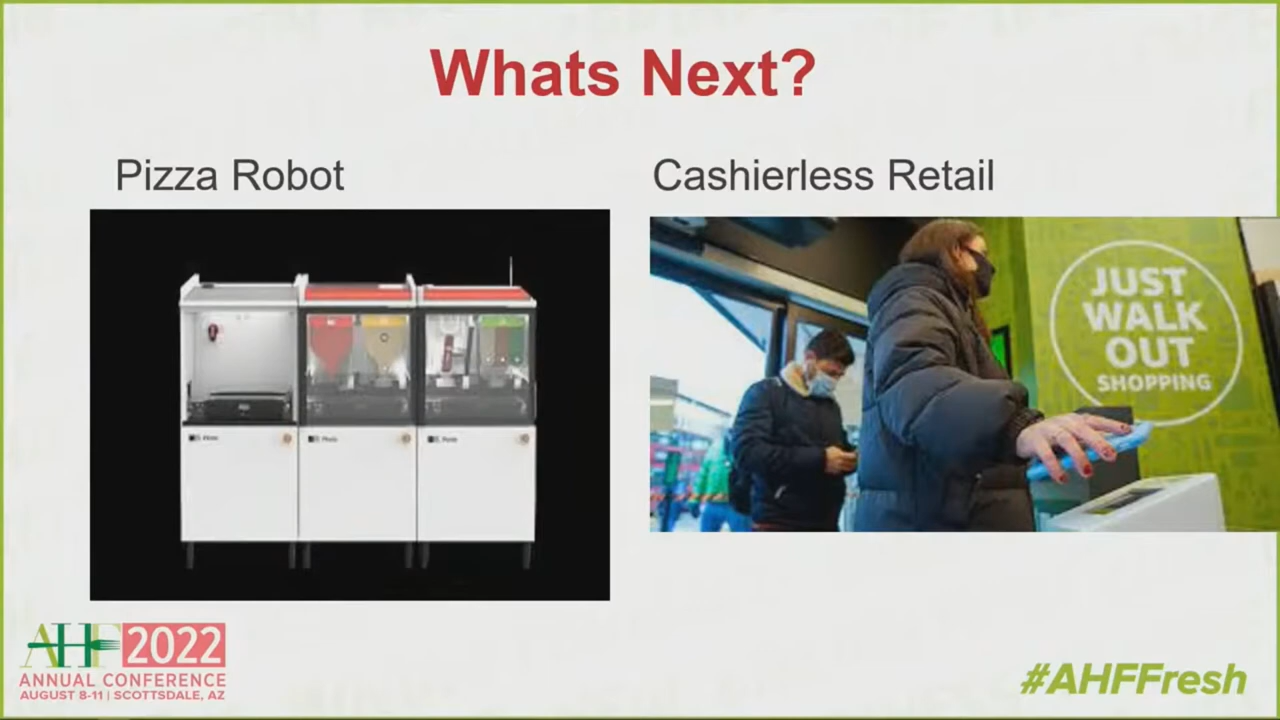 Whats Next?
Pizza Robot
Cashierless Retail
JUST
WALK
OUT
SHOPPING
AHF 2022
ANNUAL CONFERENCE
AUGUST 8-11 | SCOTTSDALE, AZ
#AHFFresh